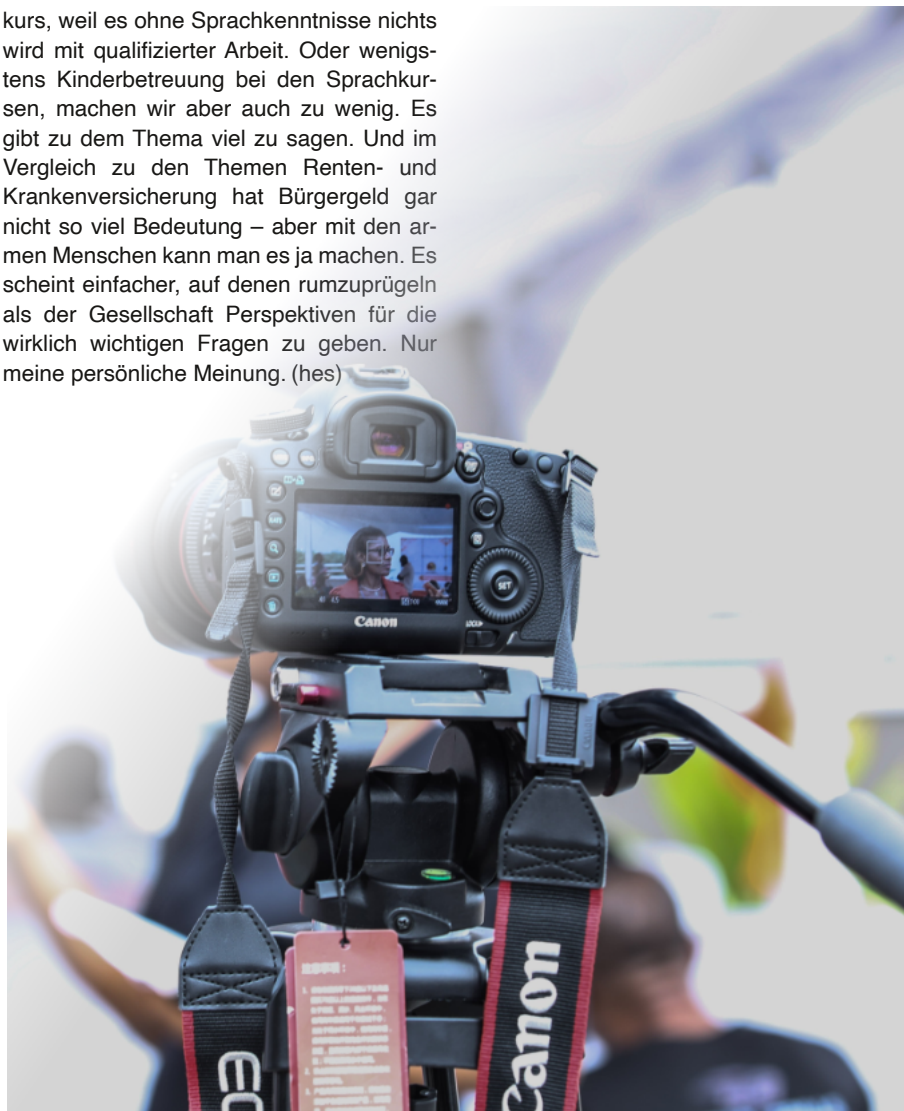 kurs, weil es ohne Sprachkenntnisse nichts
wird mit qualifizierter Arbeit. Oder wenigs-
tens Kinderbetreuung bei den Sprachkur-
sen, machen wir aber auch zu wenig. Es
gibt zu dem Thema viel zu sagen. Und im
Vergleich zu den Themen Renten- und
Krankenversicherung hat Bürgergeld gar
nicht so viel Bedeutung – aber mit den ar-
men Menschen kann man es ja machen. Es
scheint einfacher, auf denen rumzuprügeln
als der Gesellschaft Perspektiven für die
wirklich wichtigen Fragen zu geben. Nur
meine persönliche Meinung. (hes)
SET
Canon
LOCK
Canon
EO